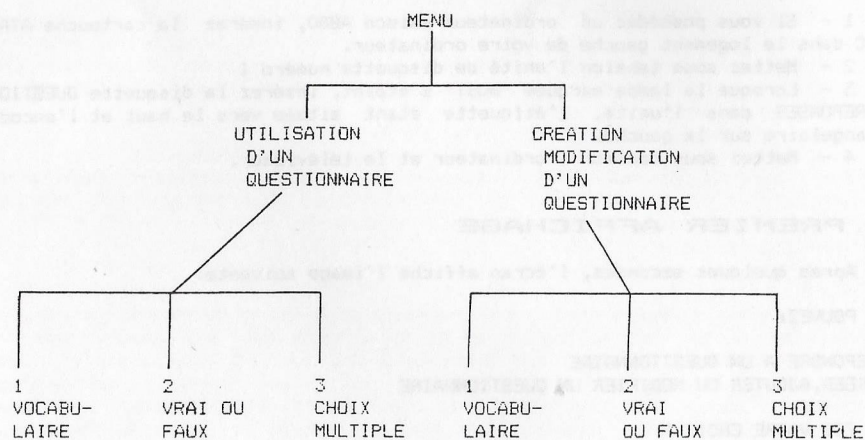 MENU
UTILISATION
D'UN
QUESTIONNAIRE
CREATION
MODIFICATION
D'UN
QUESTIONNAIRE
1
VOCABU-
LAIRE
2
VRAI OU
FAUX
3
CHOIX
MULTIPLE
1
VOCABU-
LAIRE
2
VRAI
OU FAUX
3
CHOIX
MULTIPLE